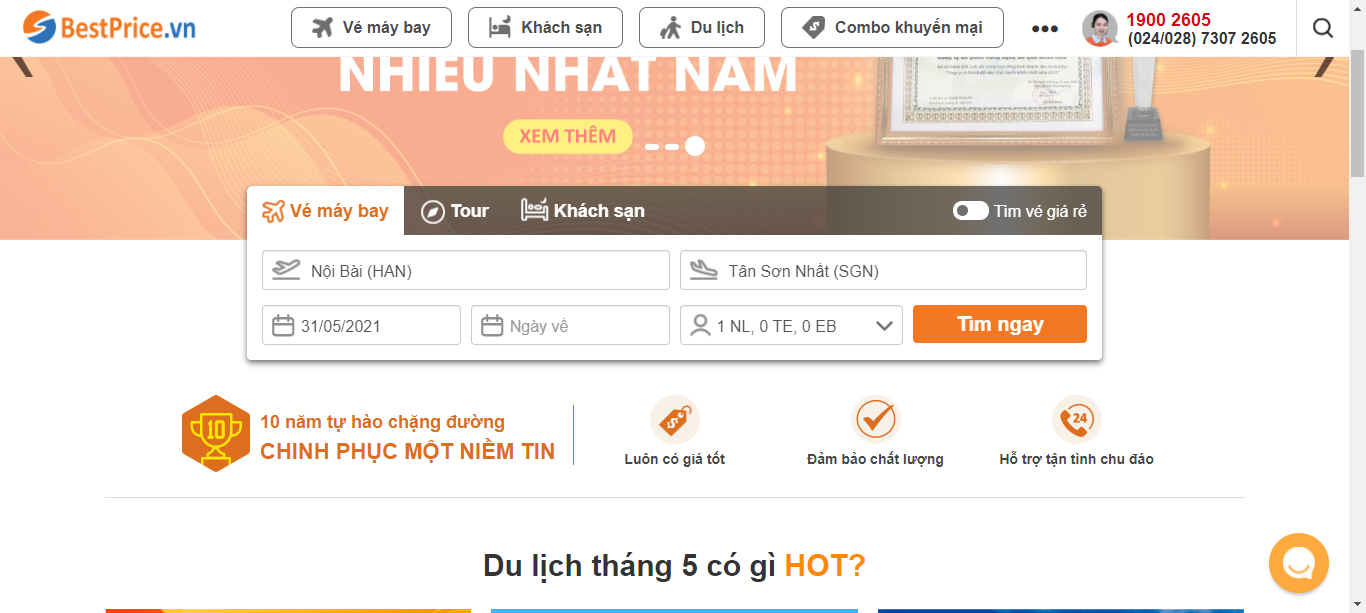 BestPrice.vn
Vé máy bay
Khách sạn
Du lịch
Combo khuyến mại
1900 2605
(024/028) 7307 2605
NHIỀU NHẤT NĂM
XEM THÊM
Vé máy bay
Tour
Khách sạn
Tìm vé giá rẻ
Nội Bài (HAN)
Tân Sơn Nhất (SGN)
31/05/2021
Ngày về
1 NL, 0 TE, 0 EB
Tìm ngay
10
10 năm tự hào chặng đường
CHINH PHỤC MỘT NIỀM TIN
24
Luôn có giá tốt
Đảm bảo chất lượng
Hỗ trợ tận tình chu đáo
Du lịch tháng 5 có gì HOT?